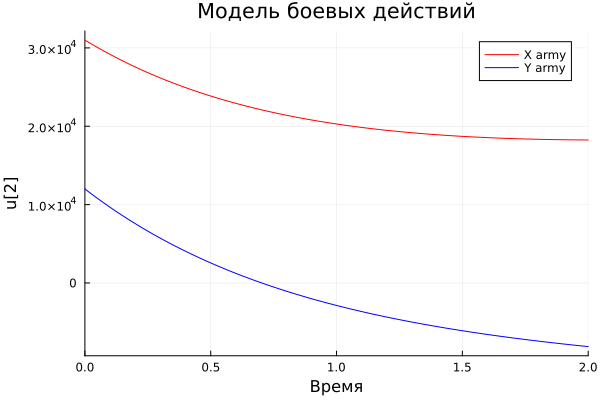 Модель боевых действий
X army
Y army
3.0×10⁴
2.0×10⁴
1.0×10⁴
0
u[2]
0.0 0.5 1.0 1.5 2.0
Время